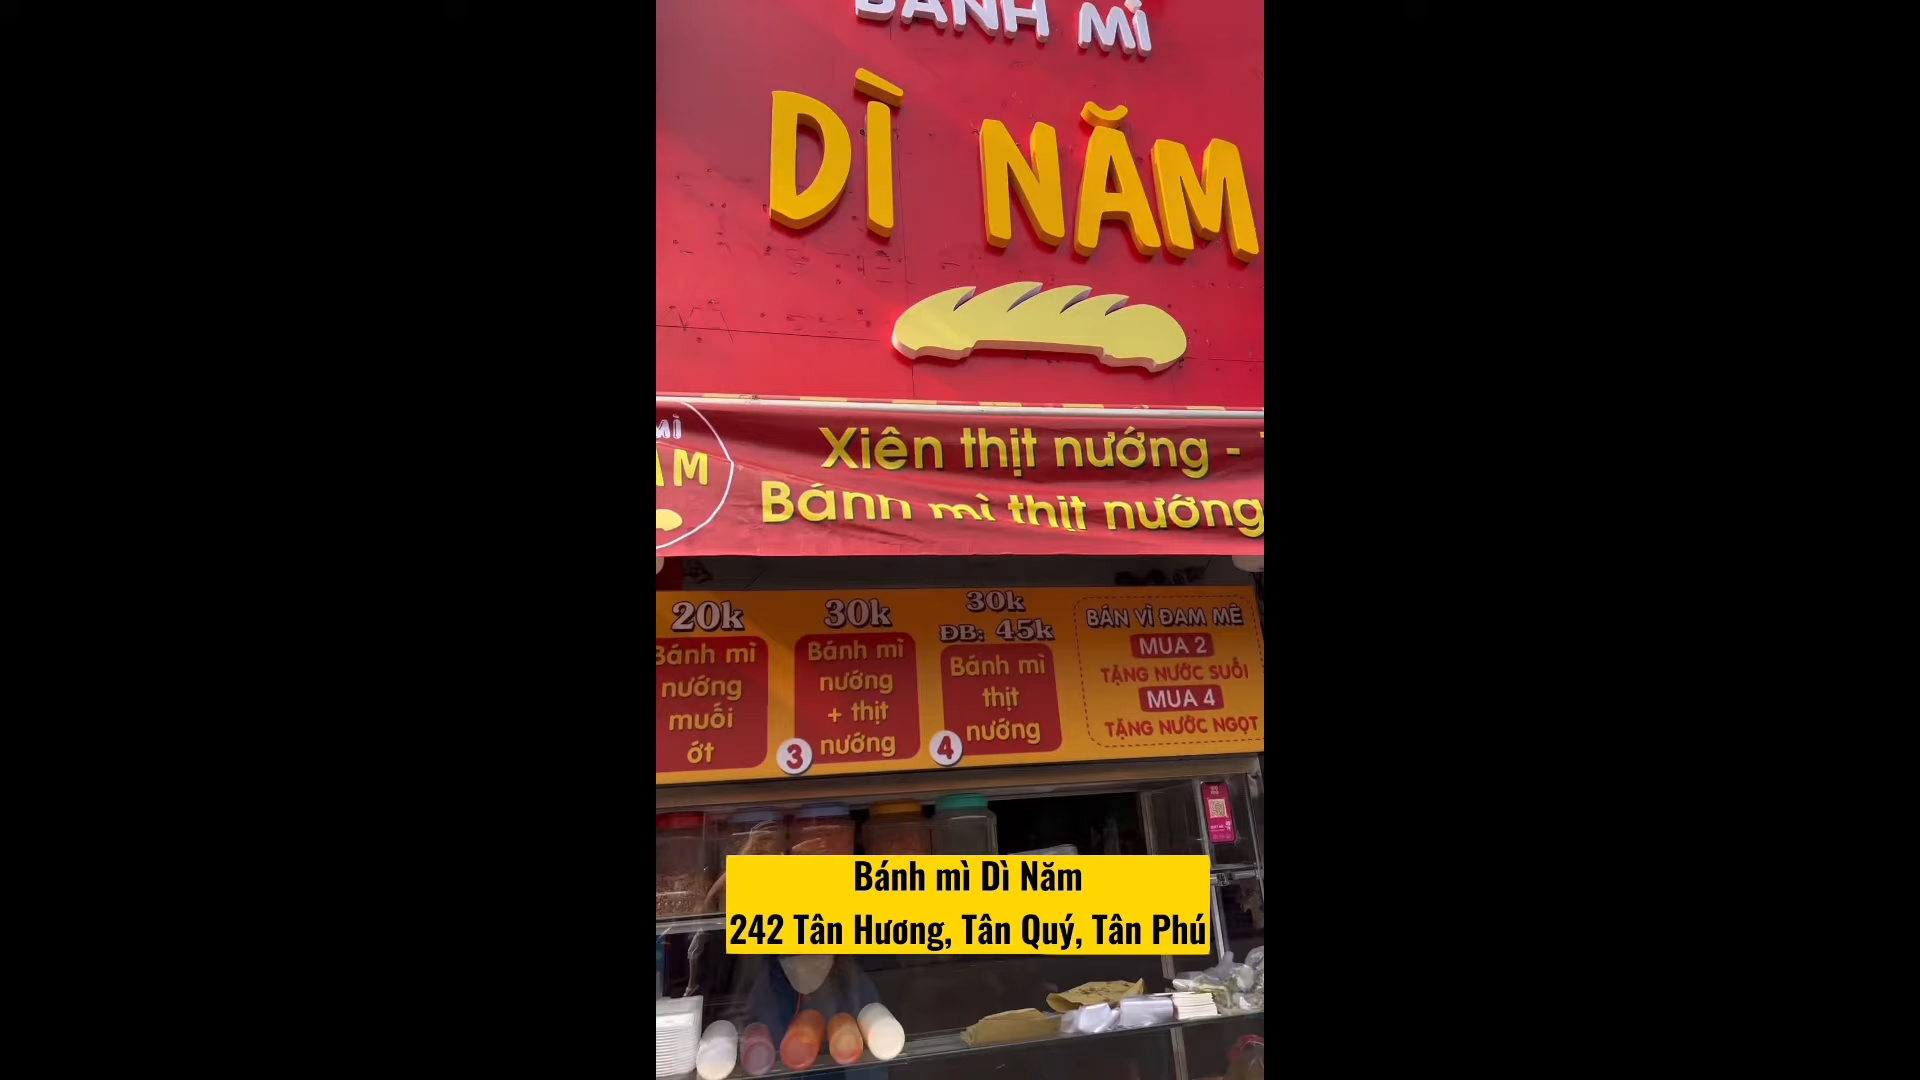 BÁNH MÌ
DÌ NĂM
MÌ
Xiên thịt nướng -
Bánh mì thịt nướng
20k
Bánh mì
nướng
muối
ớt
30k
Bánh mì
nướng
+ thịt
nướng
3
30k
ĐB: 45k
Bánh mì
thịt
nướng
4
BÁN VÌ ĐAM MÊ
MUA 2
TẶNG NƯỚC SUỐI
MUA 4
TẶNG NƯỚC NGỌT
Bánh mì Dì Năm
242 Tân Hương, Tân Quý, Tân Phú